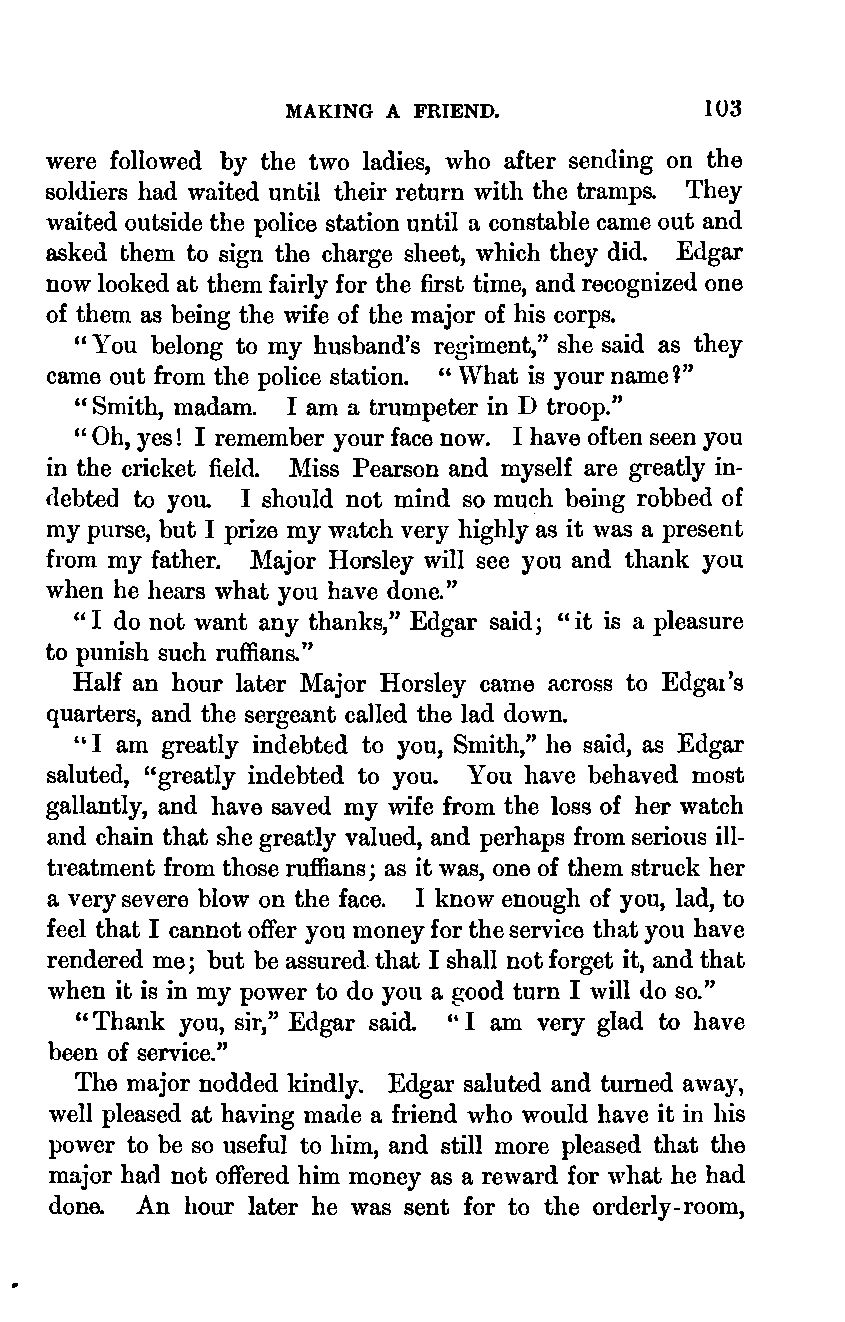 MAKING A FRIEND. 103
were followed by the two ladies, who after sending on the
soldiers had waited until their return with the tramps. They
waited outside the police station until a constable came out and
asked them to sign the charge sheet, which they did. Edgar
now looked at them fairly for the first time, and recognized one
of them as being the wife of the major of his corps.
"You belong to my husband's regiment," she said as they
came out from the police station. "What is your name?"
"Smith, madam. I am a trumpeter in D troop."
"Oh, yes! I remember your face now. I have often seen you
in the cricket field. Miss Pearson and myself are greatly in-
debted to you. I should not mind so much being robbed of
my purse, but I prize my watch very highly as it was a present
from my father. Major Horsley will see you and thank you
when he hears what you have done."
"I do not want any thanks," Edgar said; "it is a pleasure
to punish such ruffians."
Half an hour later Major Horsley came across to Edgar's
quarters, and the sergeant called the lad down.
"I am greatly indebted to you, Smith," he said, as Edgar
saluted, "greatly indebted to you. You have behaved most
gallantly, and have saved my wife from the loss of her watch
and chain that she greatly valued, and perhaps from serious ill-
treatment from those ruffians; as it was, one of them struck her
a very severe blow on the face. I know enough of you, lad, to
feel that I cannot offer you money for the service that you have
rendered me; but be assured that I shall not forget it, and that
when it is in my power to do you a good turn I will do so."
"Thank you, sir," Edgar said. "I am very glad to have
been of service."
The major nodded kindly. Edgar saluted and turned away,
well pleased at having made a friend who would have it in his
power to be so useful to him, and still more pleased that the
major had not offered him money as a reward for what he had
done. An hour later he was sent for to the orderly-room,